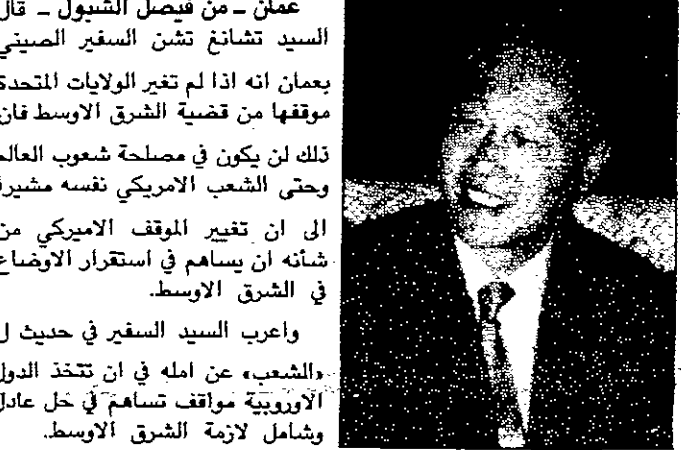 عمان ـ من فيصل الشبول ـ قال
السيد تشانغ تشن السفير الصيني
بعمان انه اذا لم تغير الولايات المتحدة
موقفها من قضية الشرق الاوسط فان
ذلك لن يكون في مصلحة شعوب العالم
وحتى الشعب الامريكي نفسه مشيرا
الى ان تغيير الموقف الاميركي من
شأنه ان يساهم في استقرار الاوضاع
في الشرق الاوسط.
واعرب السيد السفير في حديث ل
«الشعب» عن امله في ان تتخذ الدول
الاوروبية مواقف تساهم في حل عادل
وشامل لازمة الشرق الاوسط.